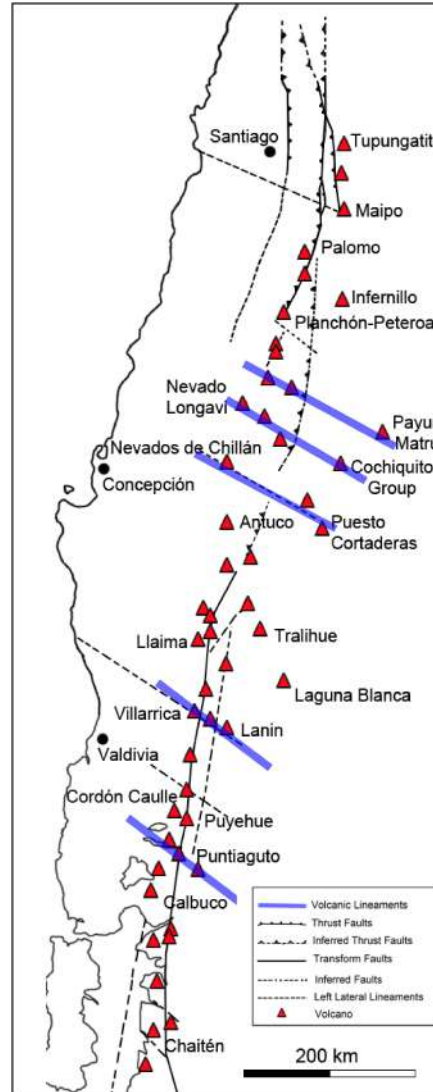 Santiago
Tupungatit
Maipo
Palomo
Infernillo
Planchón-Peteroa
Nevado
Longaví
Payun
Matru
Nevados de Chillán
Cochiquito
Group
Concepción
Antuco
Puesto
Cortaderas
Llaima
Tralihue
Laguna Blanca
Villarrica
Lanin
Valdivia
Cordón Caulle
Puyehue
Puntiaguto
Calbuco
Chaitén
Volcanic Lineaments
Thrust Faults
Inferred Thrust Faults
Transform Faults
Inferred Faults
Left Lateral Lineaments
Volcano
200 km